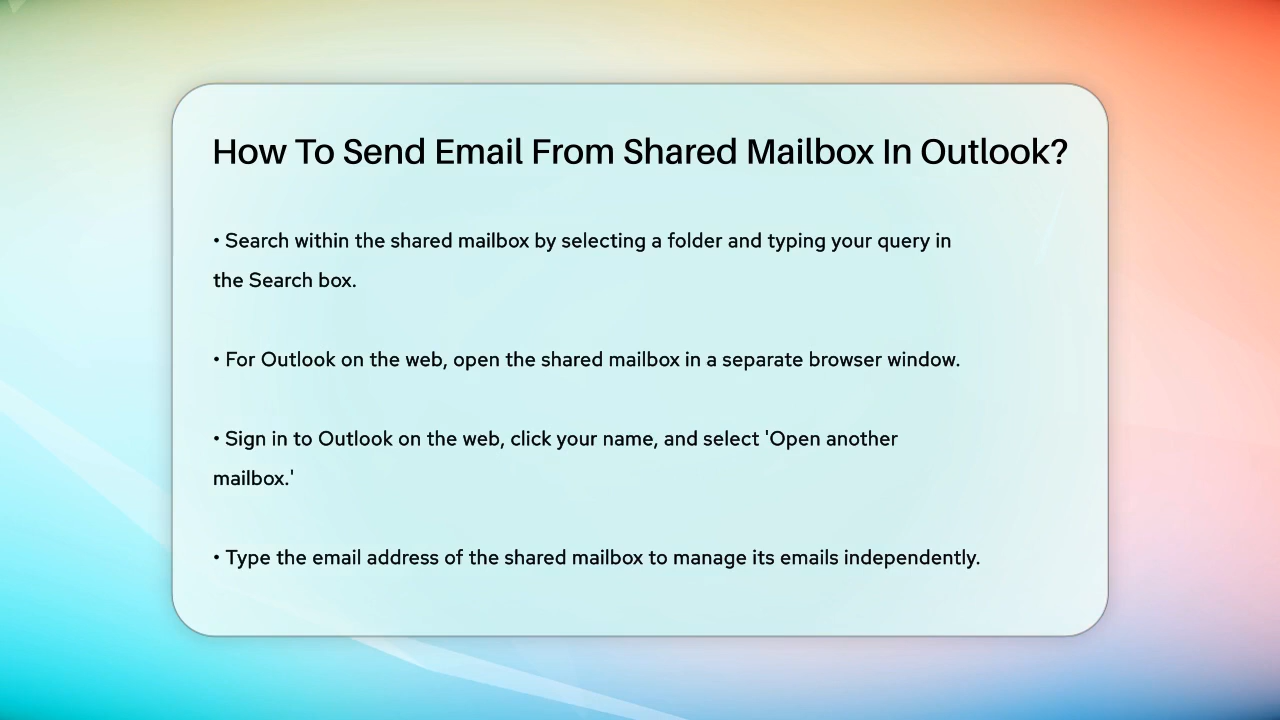 How To Send Email From Shared Mailbox In Outlook?
• Search within the shared mailbox by selecting a folder and typing your query in
the Search box.
• For Outlook on the web, open the shared mailbox in a separate browser window.
• Sign in to Outlook on the web, click your name, and select 'Open another
mailbox.'
• Type the email address of the shared mailbox to manage its emails independently.